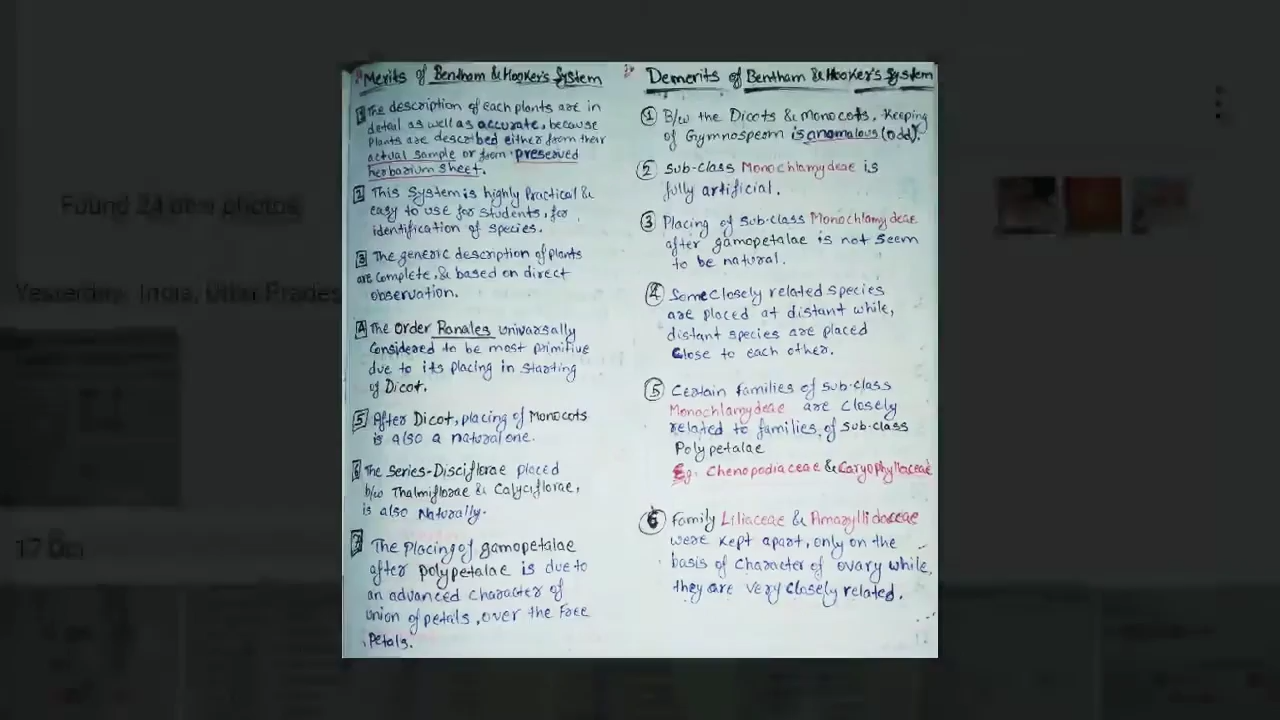 Merits of Bentham & Hooker's System
1 The description of each plants are in
detail as well as accurate, because
plants are described either from their
actual sample or from preserved
herbarium sheet.
2 This system is highly Practical &
easy to use for students, for
identification of species.
3 The generic description of plants
are complete, & based on direct
observation.
4 The order Ranales universally
Considered to be most primitive
due to its placing in starting
of Dicot.
5 After Dicot, placing of Monocots
is also a natural one.
6 The Series-Disciflorae placed
b/w Thalmiflorae & Calyciflorae,
is also Naturally.
7 The placing of gamopetalae
after polypetalae is due to
an advanced character of
union of petals, over the Free
Petals.
Demerits of Bentham & Hooker's System
1 B/w the Dicots & monocots, Keeping
of Gymnosperm is anomalous (odd).
2 Sub-class Monochlamydeae is
fully artificial.
3 Placing of sub-class Monochlamydeae
after gamopetalae is not seem
to be natural.
4 Some closely related species
are placed at distant while,
distant species are placed
Close to each other.
5 Certain families of sub-class
Monochlamydeae are closely
related to families of sub-class
Polypetalae
Eg. Chenopodiaceae & Caryophyllaceae
6 Family Liliaceae & Amaryllidaceae
were kept apart, only on the
basis of character of ovary while,
they are very closely related.
Found 24 photos
Yesterday India, Uttar Prades
17 Oct